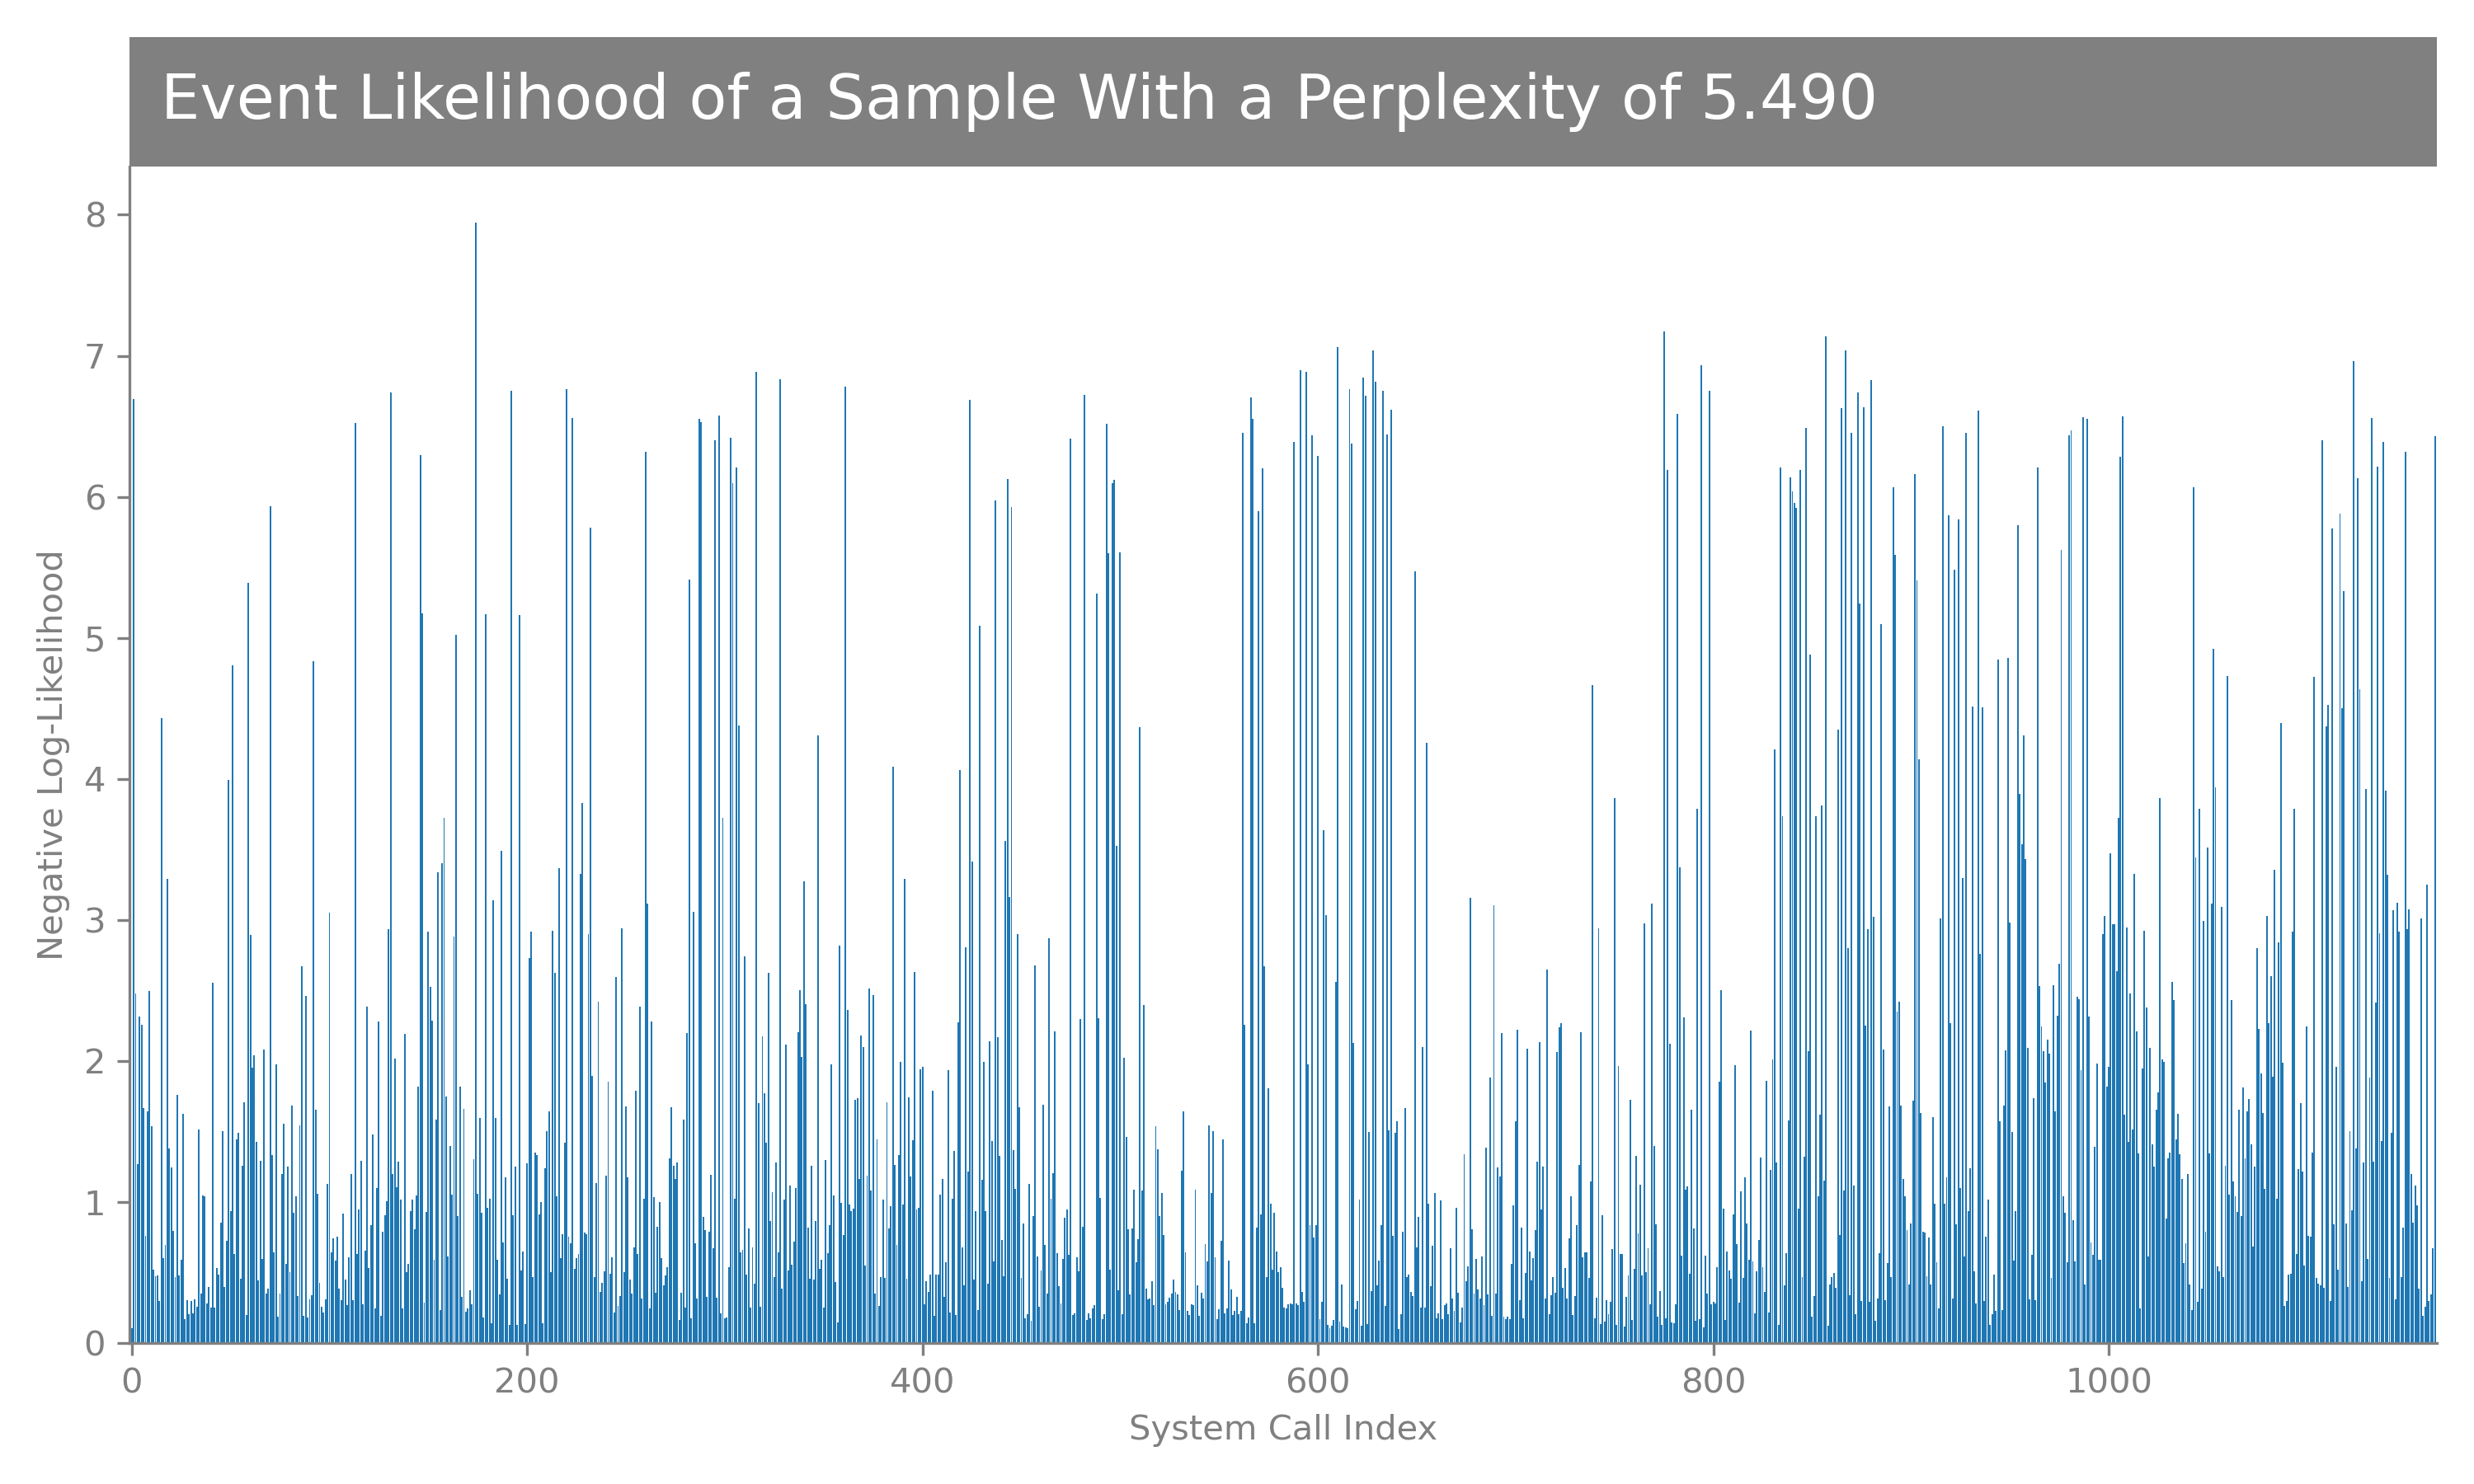 Event Likelihood of a Sample With a Perplexity of 5.490
8
7
6
5
4
3
2
1
0
Negative Log-Likelihood
0 200 400 600 800 1000
System Call Index